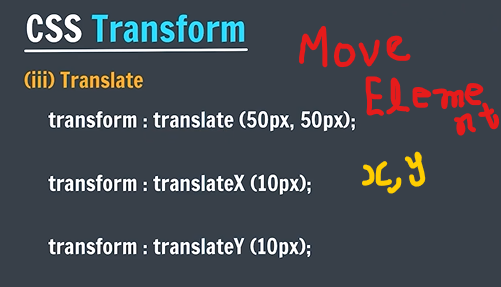 CSS Transform
(iii) Translate
Move
Element
transform : translate (50px, 50px);
transform : translateX (10px);
x, y
transform : translateY (10px);